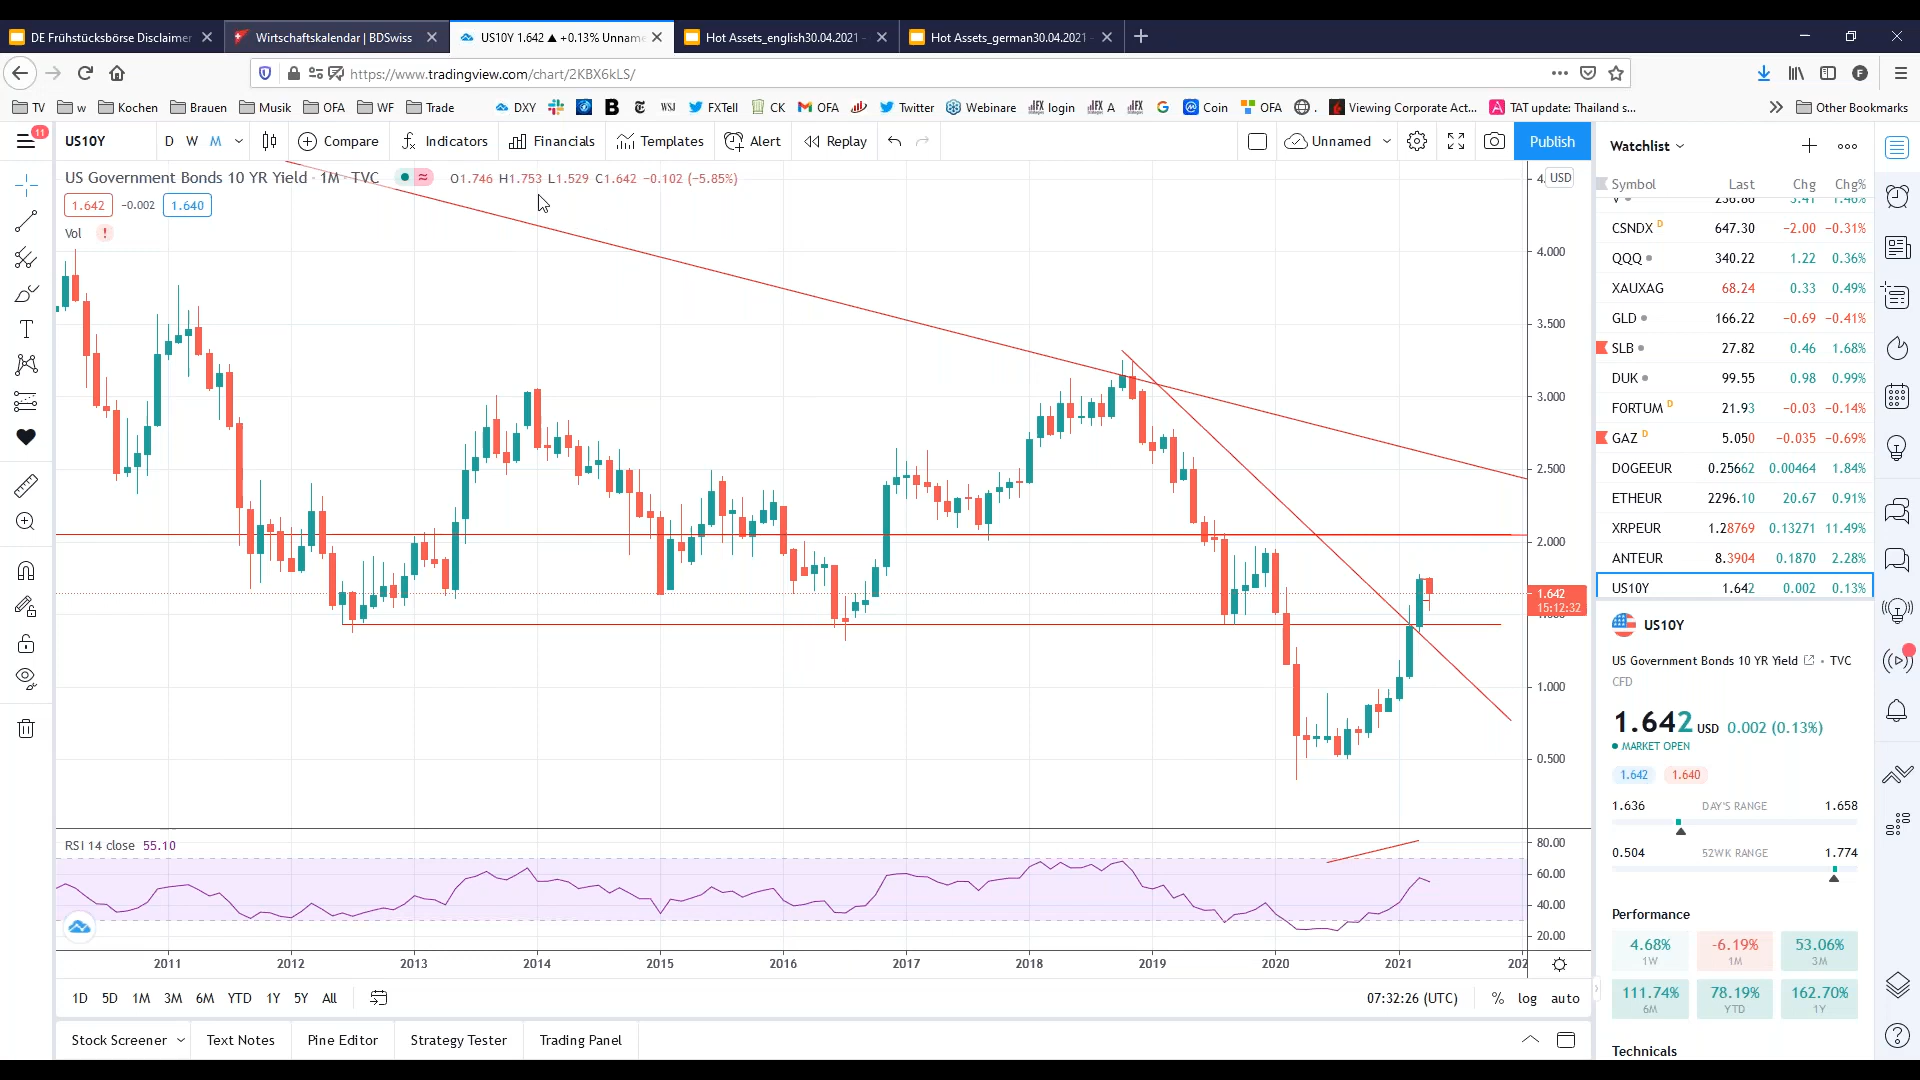 DE Frühstücksbörse Disclaimer
Wirtschaftskalendar | BDSwiss
US10Y 1.642 ▲ +0.13% Unname
Hot Assets_english30.04.2021 -
Hot Assets_german30.04.2021 -
https://www.tradingview.com/chart/2KBX6kLS/
TV w Kochen Brauen Musik OFA WF Trade DXY FXTell CK OFA Twitter Webinare login A Coin OFA Viewing Corporate Act... TAT update: Thailand s... Other Bookmarks
11
US10Y D W M Compare Indicators Financials Templates Alert Replay Unnamed Publish
US Government Bonds 10 YR Yield · 1M · TVC O1.746 H1.753 L1.529 C1.642 −0.102 (−5.85%)
1.642 −0.002 1.640
Vol !
USD
4.000
3.500
3.000
2.500
2.000
1.642
15:12:32
1.000
0.500
RSI 14 close 55.10
80.00
60.00
40.00
20.00
2011 2012 2013 2014 2015 2016 2017 2018 2019 2020 2021 202
1D 5D 1M 3M 6M YTD 1Y 5Y All 07:32:26 (UTC) % log auto
Stock Screener Text Notes Pine Editor Strategy Tester Trading Panel
Watchlist
Symbol Last Chg Chg%
V 236.86 3.41 1.46%
CSNDX D 647.30 −2.00 −0.31%
QQQ 340.22 1.22 0.36%
XAUXAG 68.24 0.33 0.49%
GLD 166.22 −0.69 −0.41%
SLB 27.82 0.46 1.68%
DUK 99.55 0.98 0.99%
FORTUM D 21.93 −0.03 −0.14%
GAZ D 5.050 −0.035 −0.69%
DOGEEUR 0.25662 0.00464 1.84%
ETHEUR 2296.10 20.67 0.91%
XRPEUR 1.28769 0.13271 11.49%
ANTEUR 8.3904 0.1870 2.28%
US10Y 1.642 0.002 0.13%
US10Y
US Government Bonds 10 YR Yield • TVC
CFD
1.642 USD 0.002 (0.13%)
MARKET OPEN
1.642 1.640
1.636 DAY'S RANGE 1.658
0.504 52WK RANGE 1.774
Performance
4.68% -6.19% 53.06%
1W 1M 3M
111.74% 78.19% 162.70%
6M YTD 1Y
Technicals